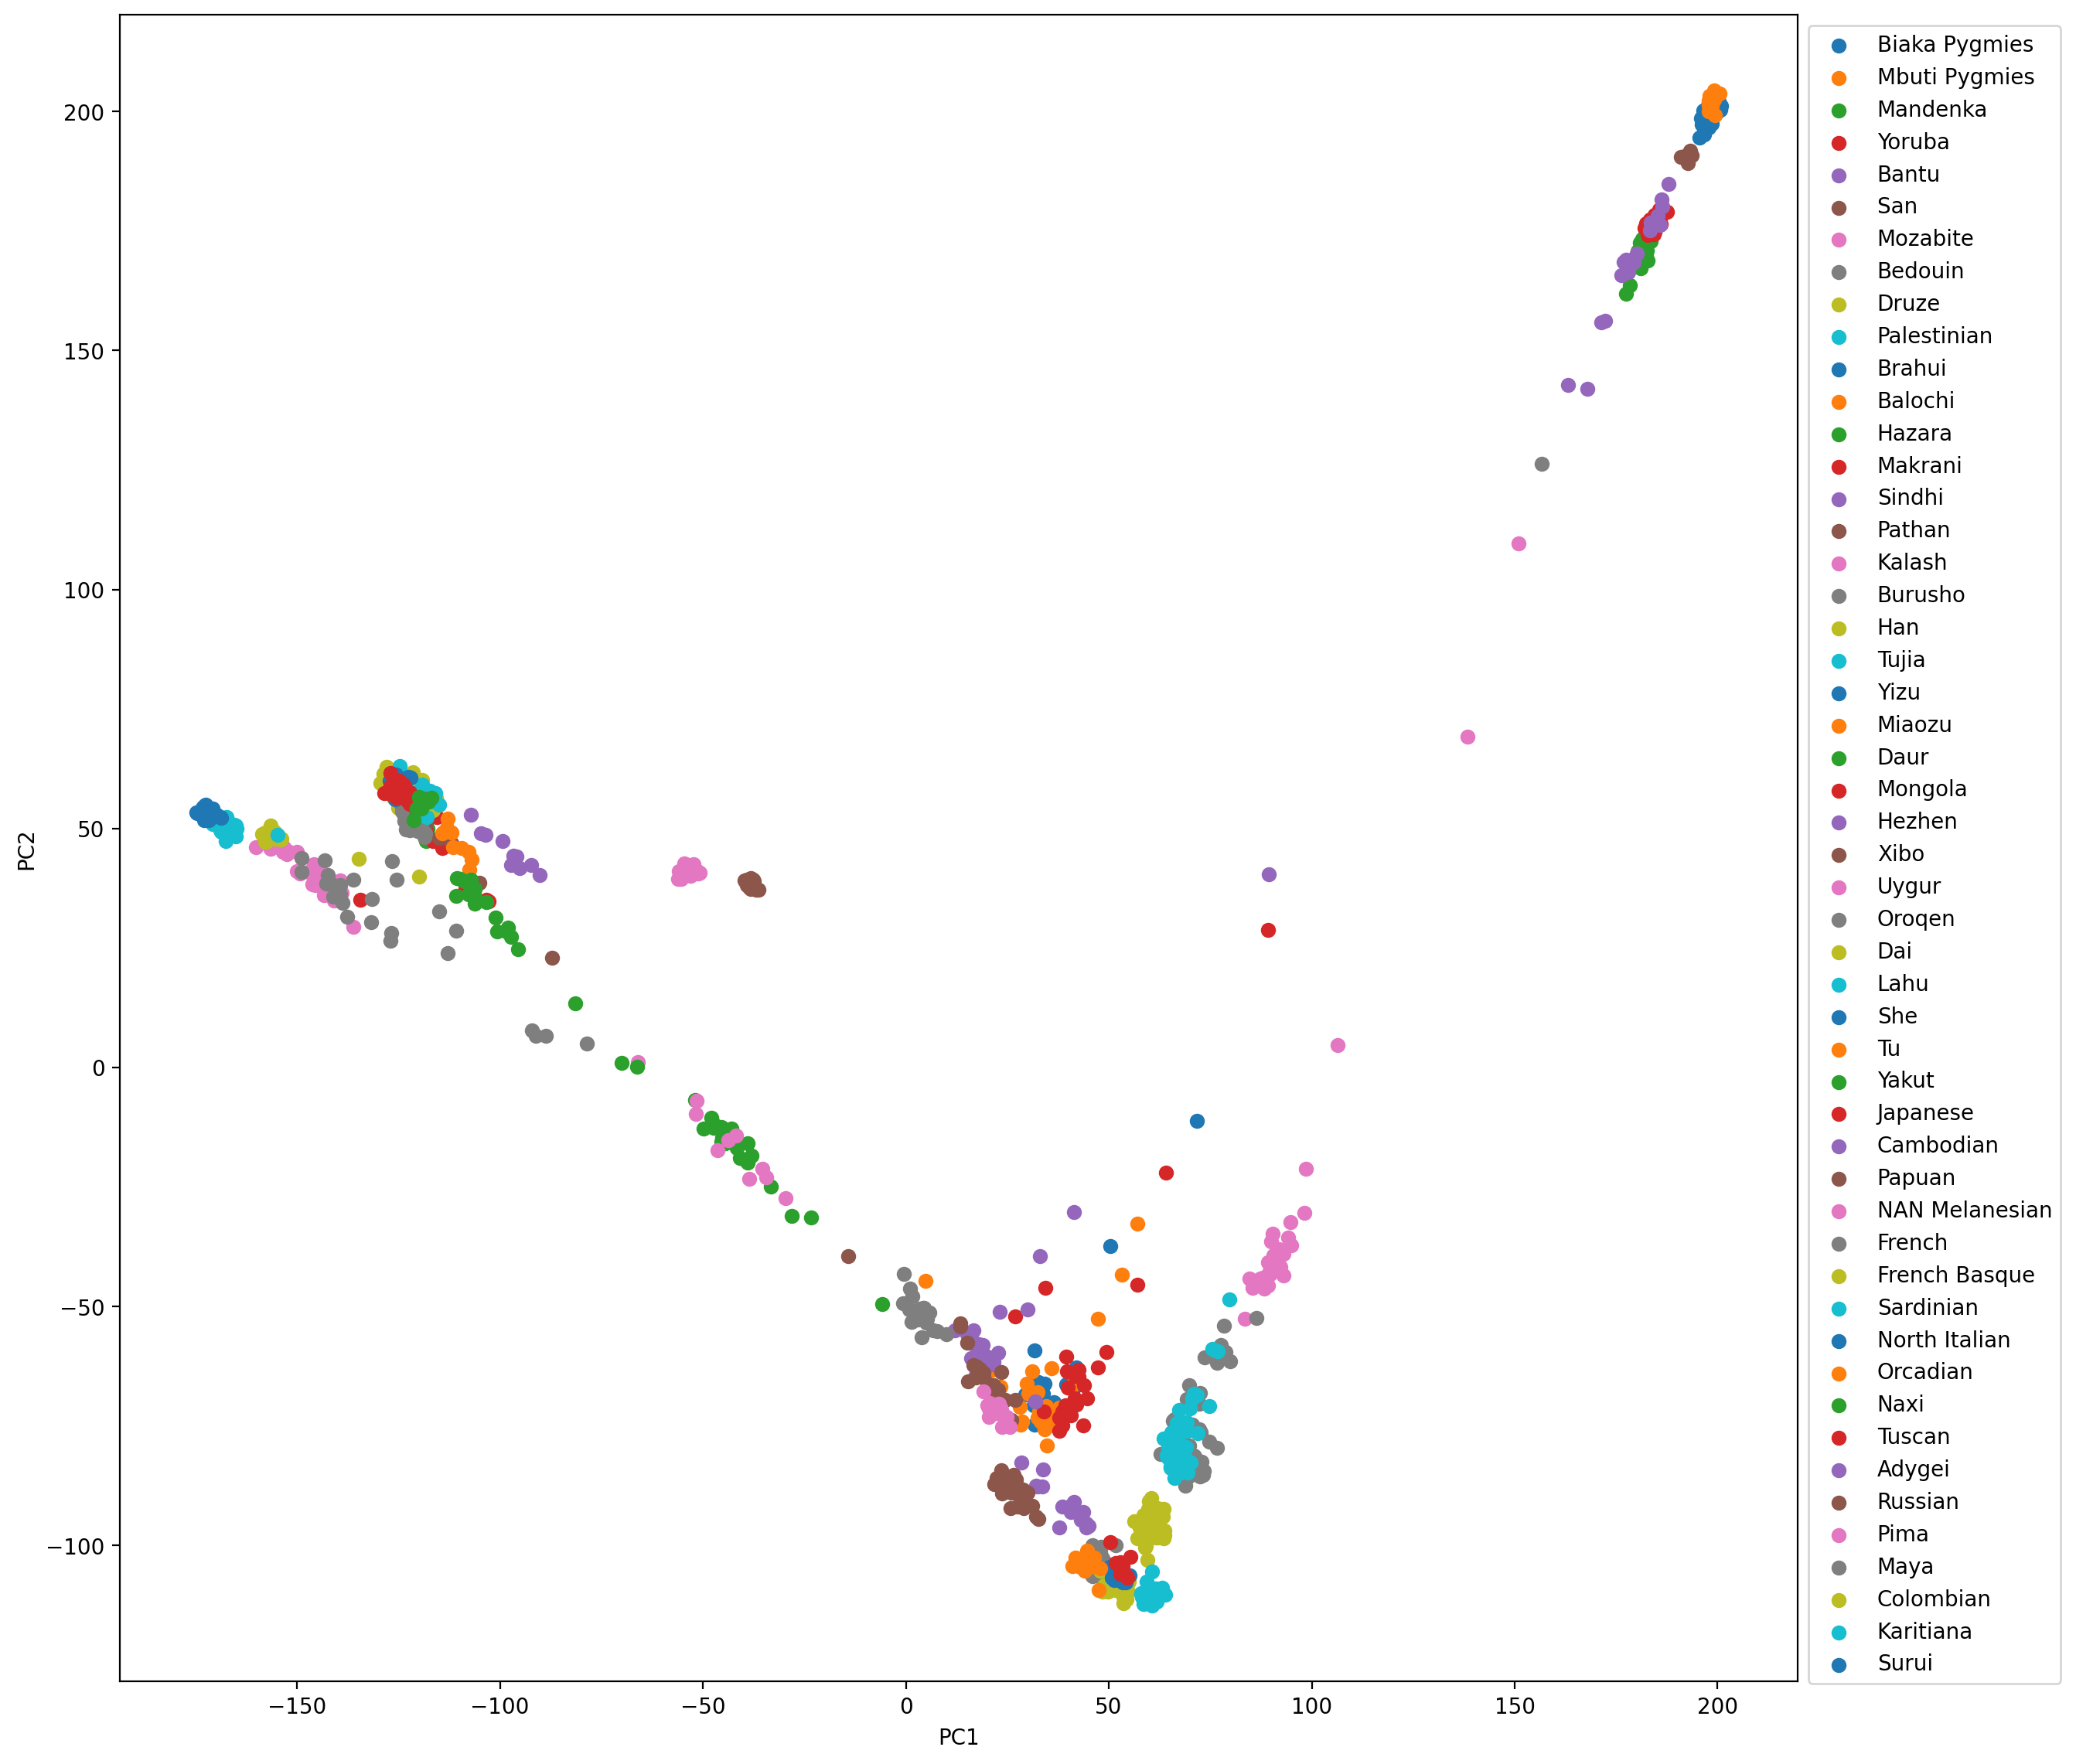 200
150
100
50
0
−50
−100
−150
−100
−50
0
50
100
150
200
PC1
PC2
Biaka Pygmies
Mbuti Pygmies
Mandenka
Yoruba
Bantu
San
Mozabite
Bedouin
Druze
Palestinian
Brahui
Balochi
Hazara
Makrani
Sindhi
Pathan
Kalash
Burusho
Han
Tujia
Yizu
Miaozu
Daur
Mongola
Hezhen
Xibo
Uygur
Oroqen
Dai
Lahu
She
Tu
Yakut
Japanese
Cambodian
Papuan
NAN Melanesian
French
French Basque
Sardinian
North Italian
Orcadian
Naxi
Tuscan
Adygei
Russian
Pima
Maya
Colombian
Karitiana
Surui